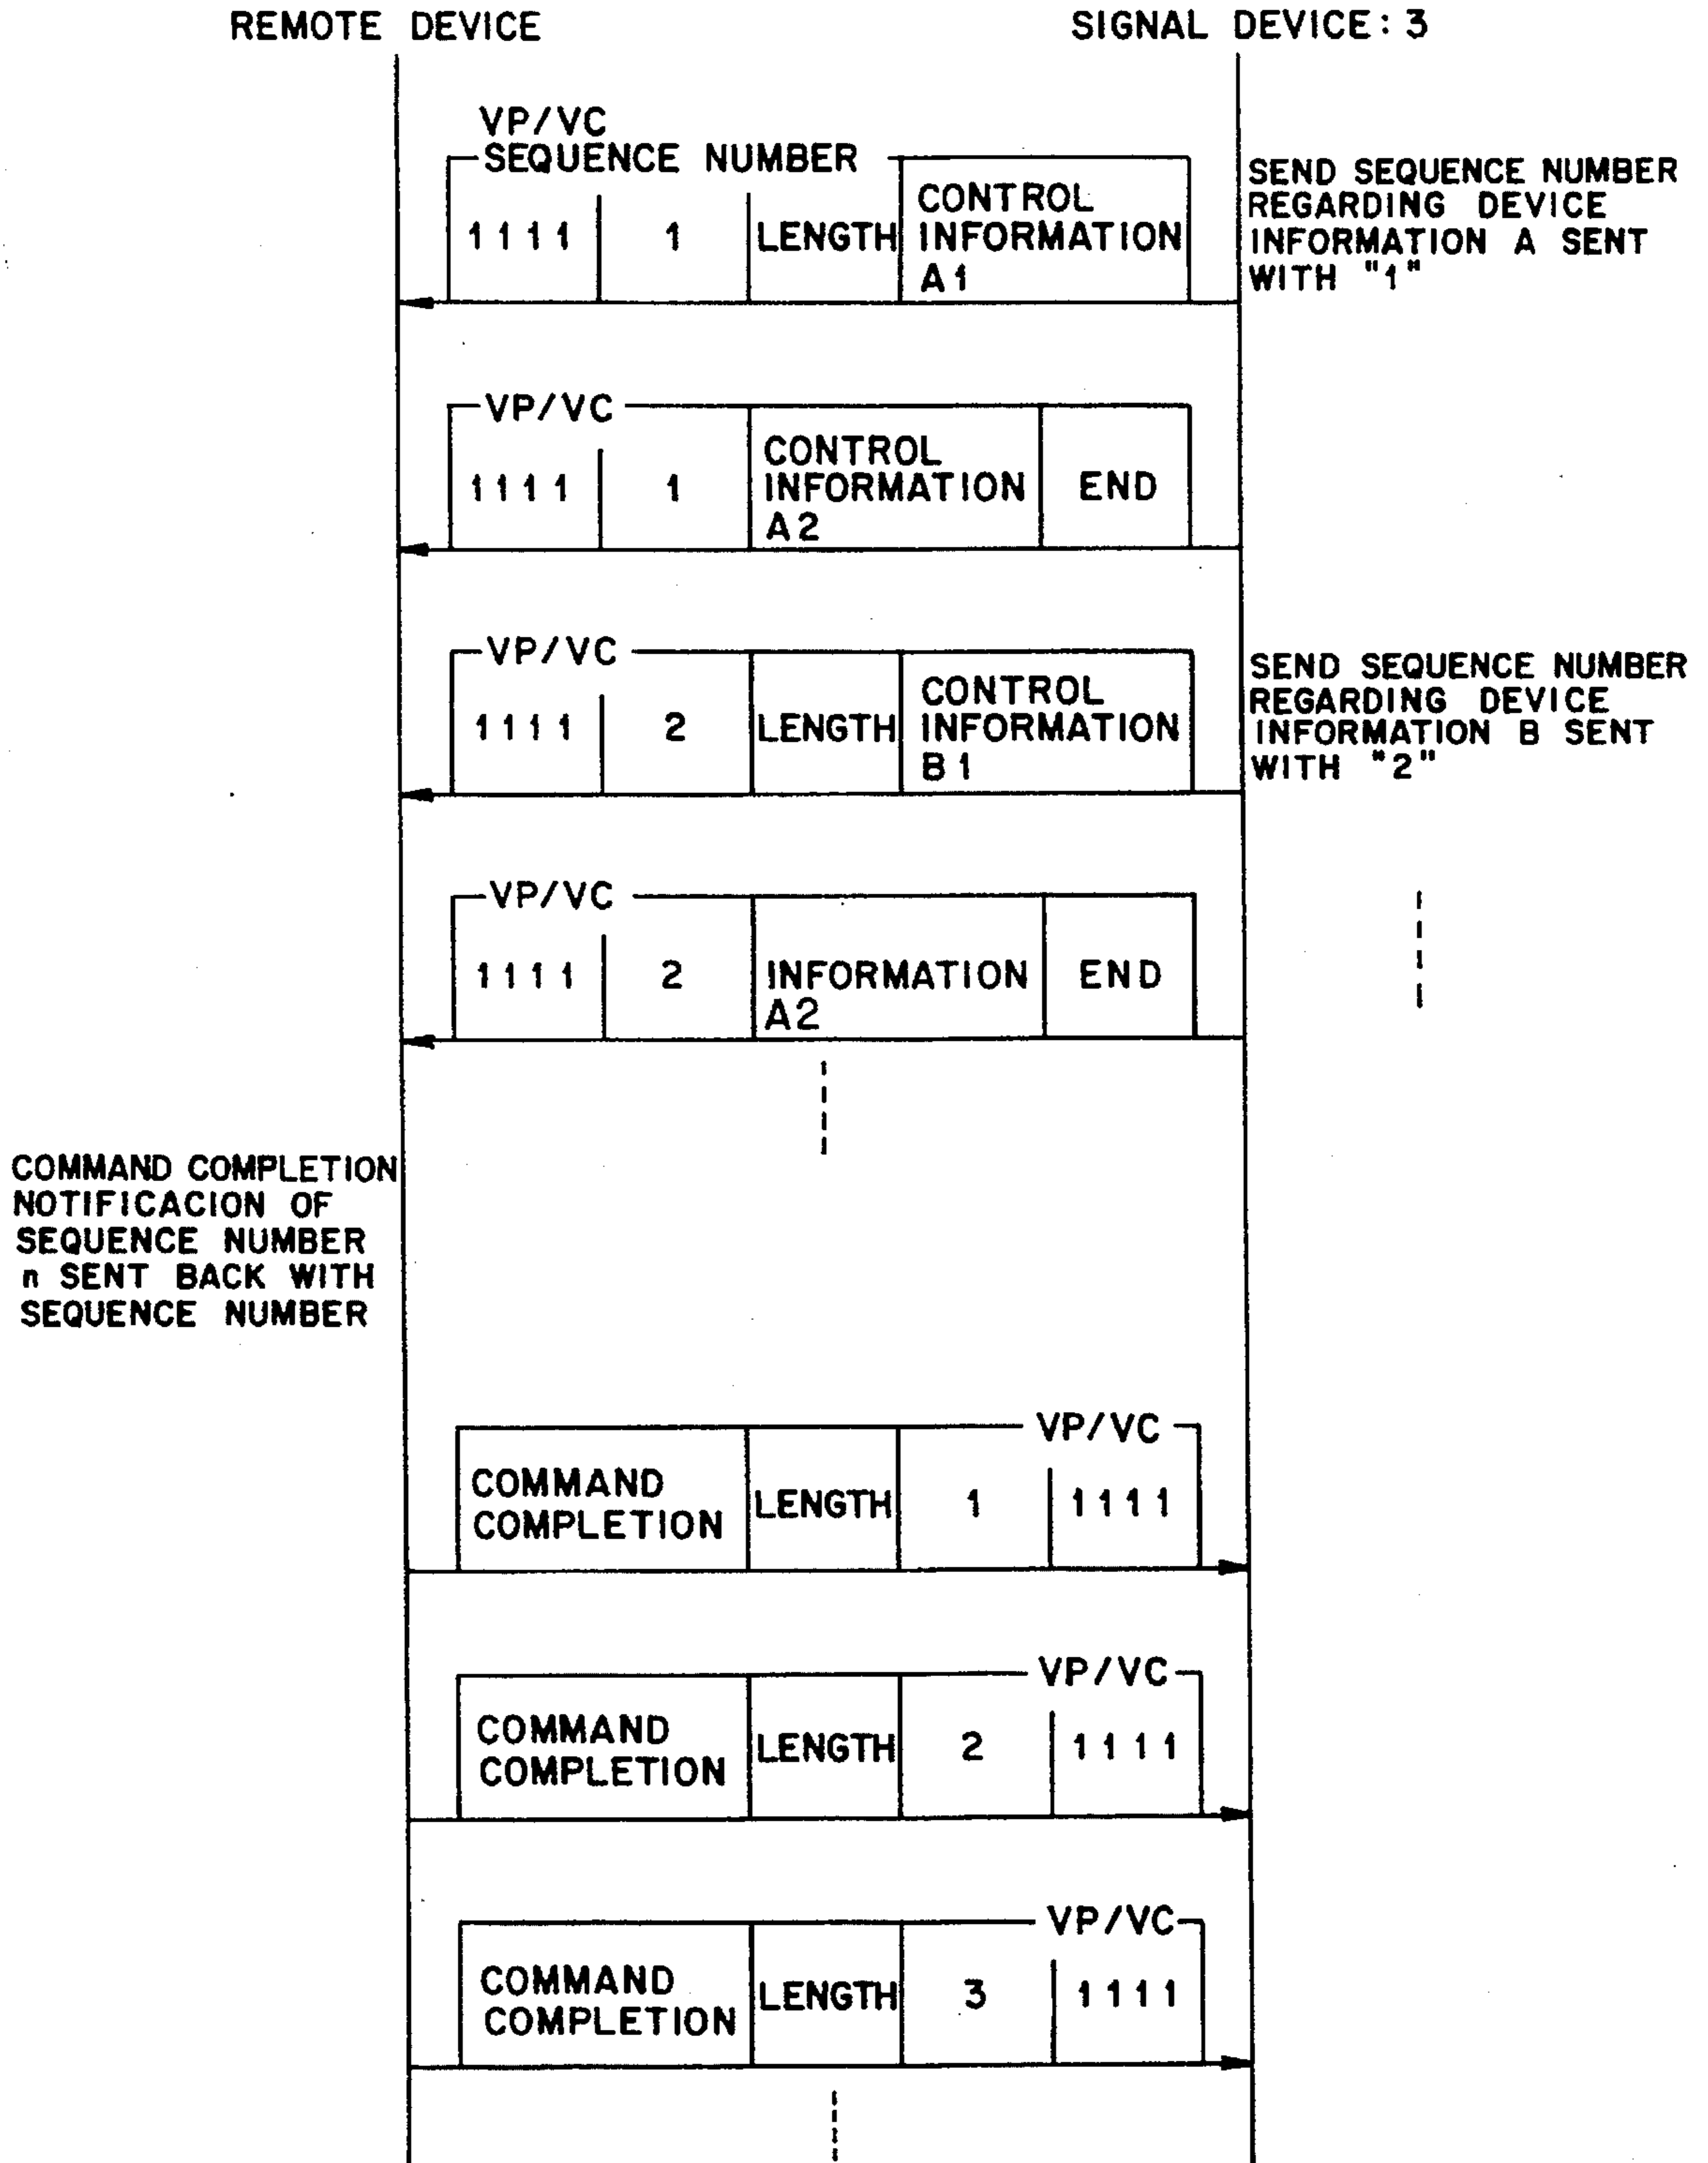 REMOTE DEVICE
SIGNAL DEVICE: 3
VP/VC
SEQUENCE NUMBER
1111
1
LENGTH
CONTROL
INFORMATION
A1
SEND SEQUENCE NUMBER
REGARDING DEVICE
INFORMATION A SENT
WITH "1"
VP/VC
1111
1
CONTROL
INFORMATION
A2
END
VP/VC
1111
2
LENGTH
CONTROL
INFORMATION
B1
SEND SEQUENCE NUMBER
REGARDING DEVICE
INFORMATION B SENT
WITH "2"
VP/VC
1111
2
INFORMATION
A2
END
COMMAND COMPLETION
NOTIFICACION OF
SEQUENCE NUMBER
n SENT BACK WITH
SEQUENCE NUMBER
VP/VC
COMMAND
COMPLETION
LENGTH
1
1111
VP/VC
COMMAND
COMPLETION
LENGTH
2
1111
VP/VC
COMMAND
COMPLETION
LENGTH
3
1111